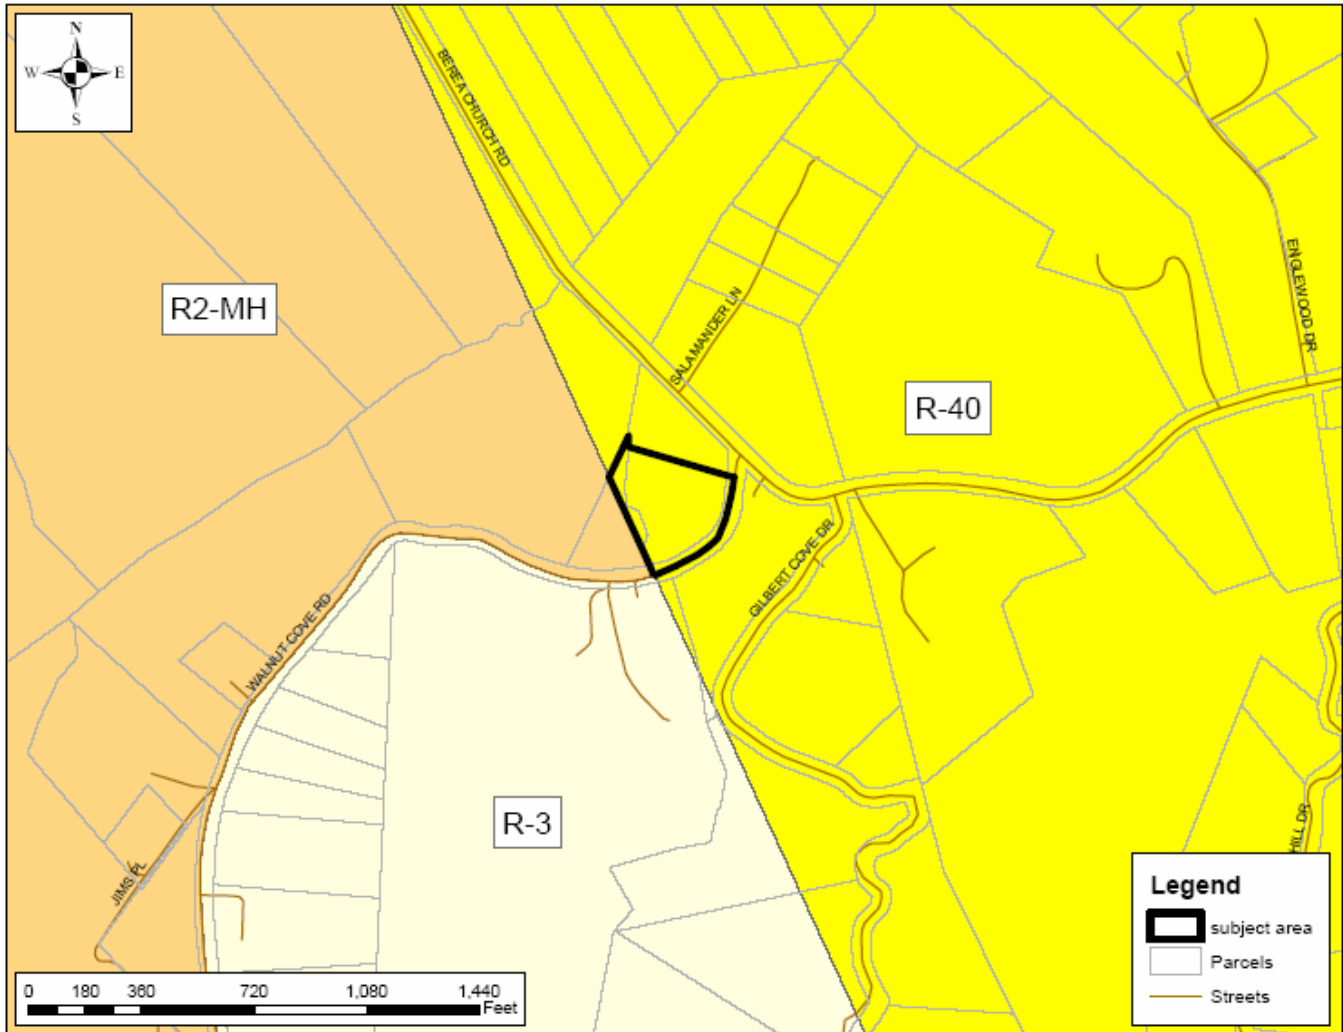 N
W E
S
BEREA CHURCH RD
R2-MH
SALAMANDER LN
ENGLEWOOD DR
R-40
GILBERT COVE DR
WALNUT COVE RD
R-3
JIMS PL
HILL DR
Legend
subject area
Parcels
Streets
0 180 360 720 1,080 1,440
Feet